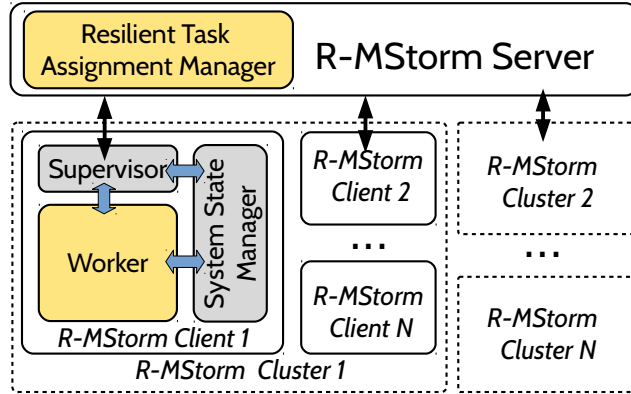 Resilient Task
Assignment Manager
R-MStorm Server
Supervisor
Worker
System State
Manager
R-MStorm Client 1
R-MStorm Cluster 1
R-MStorm
Client 2
...
R-MStorm
Client N
R-MStorm
Cluster 2
...
R-MStorm
Cluster N